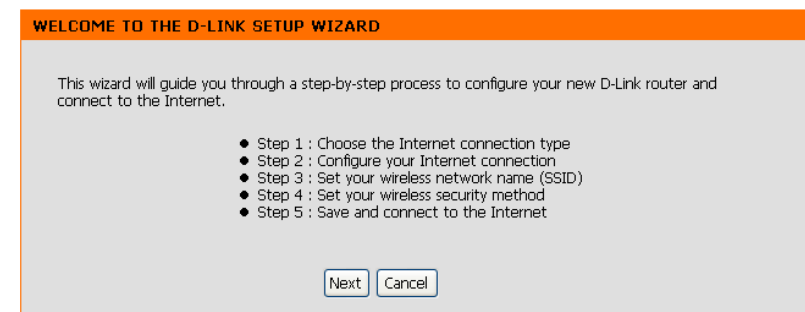 WELCOME TO THE D-LINK SETUP WIZARD
This wizard will guide you through a step-by-step process to configure your new D-Link router and
connect to the Internet.
● Step 1 : Choose the Internet connection type
● Step 2 : Configure your Internet connection
● Step 3 : Set your wireless network name (SSID)
● Step 4 : Set your wireless security method
● Step 5 : Save and connect to the Internet
Next Cancel